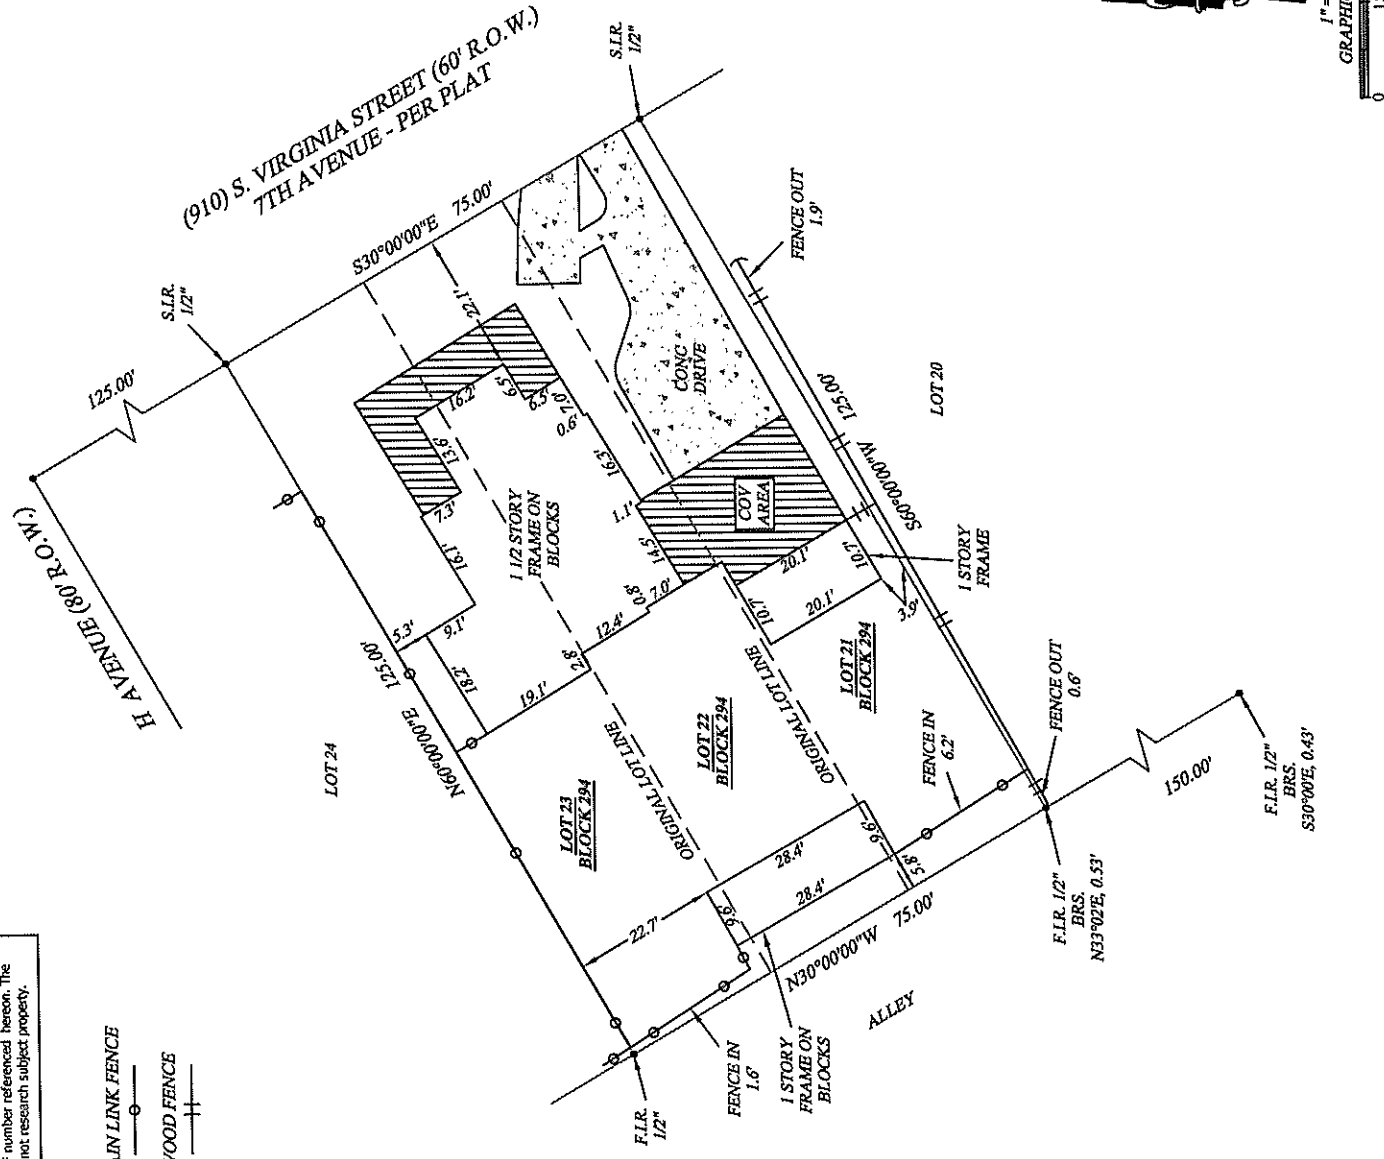 number referenced hereon. The
not research subject property.
AIN LINK FENCE
WOOD FENCE
H AVENUE (80' R.O.W.)
125.00'
S.I.R.
1/2"
(910) S. VIRGINIA STREET (60' R.O.W.)
7TH AVENUE - PER PLAT
S30°00'00"E 75.00'
S.I.R.
1/2"
1" =
GRAPHI
0
22.1'
16.2'
6.5'
6.5'
7.0'
0.6'
13.6'
7.3'
16.3'
1.1'
16.1'
1 1/2 STORY
FRAME ON
BLOCKS
CONC
DRIVE
COV
AREA
FENCE OUT
1.9'
LOT 20
125.00'
S60°00'00"W
5.3'
9.1'
18.2'
19.1'
2.8'
12.4'
0.8'
7.0'
14.5'
20.1'
10.7'
10.7'
20.1'
3.9'
1 STORY
FRAME
N60°00'00"E 125.00'
LOT 24
LOT 23
BLOCK 294
ORIGINAL LOT LINE
LOT 22
BLOCK 294
ORIGINAL LOT LINE
LOT 21
BLOCK 294
FENCE IN
6.2'
FENCE OUT
0.6'
22.7'
28.4'
9.6'
28.4'
9.6'
5.8'
N30°00'00"W 75.00'
ALLEY
150.00'
F.I.R. 1/2"
BRS.
S30°00'E, 0.43'
F.I.R. 1/2"
BRS.
N33°02'E, 0.53'
F.I.R.
1/2"
FENCE IN
1.6'
1 STORY
FRAME ON
BLOCKS